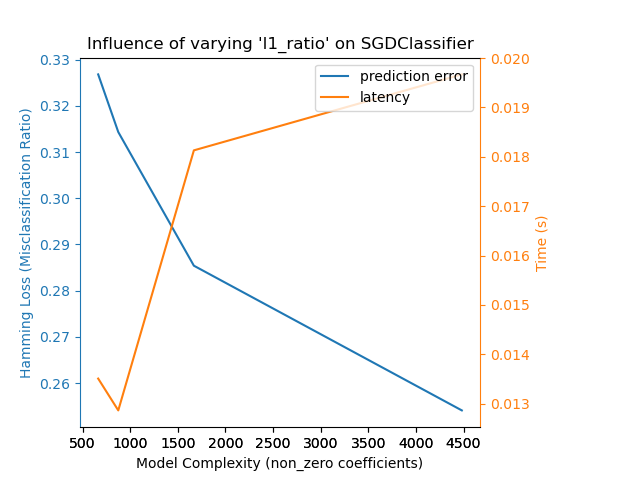 Influence of varying 'l1_ratio' on SGDClassifier
prediction error
latency
Hamming Loss (Misclassification Ratio)
0.33
0.32
0.31
0.30
0.29
0.28
0.27
0.26
0.020
0.019
0.018
0.017
0.016
0.015
0.014
0.013
Time (s)
500 1000 1500 2000 2500 3000 3500 4000 4500
Model Complexity (non_zero coefficients)